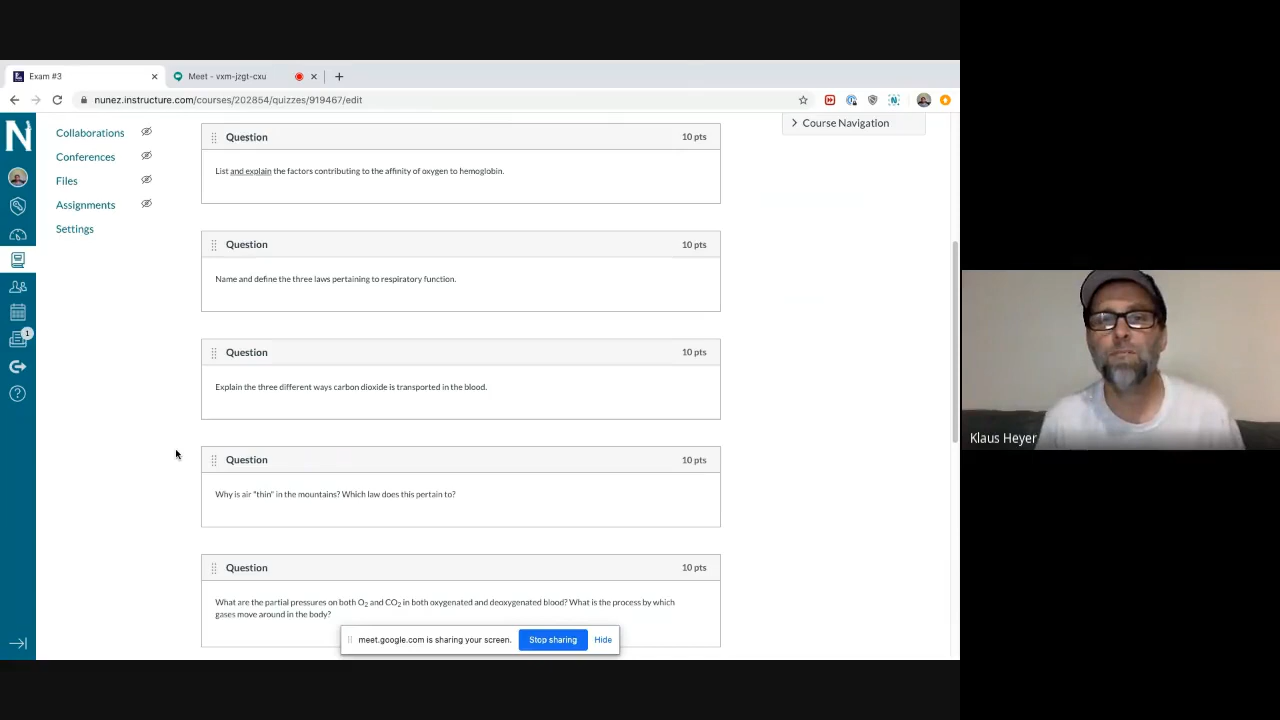 Exam #3
Meet - vxm-jzgt-cxu
nunez.instructure.com/courses/202854/quizzes/919467/edit
N
Collaborations
Conferences
Files
Assignments
Settings
1
Course Navigation
Question 10 pts
List and explain the factors contributing to the affinity of oxygen to hemoglobin.
Question 10 pts
Name and define the three laws pertaining to respiratory function.
Question 10 pts
Explain the three different ways carbon dioxide is transported in the blood.
Question 10 pts
Why is air "thin" in the mountains? Which law does this pertain to?
Question 10 pts
What are the partial pressures on both O2 and CO2 in both oxygenated and deoxygenated blood? What is the process by which
gases move around in the body?
meet.google.com is sharing your screen. Stop sharing Hide
Klaus Heyer